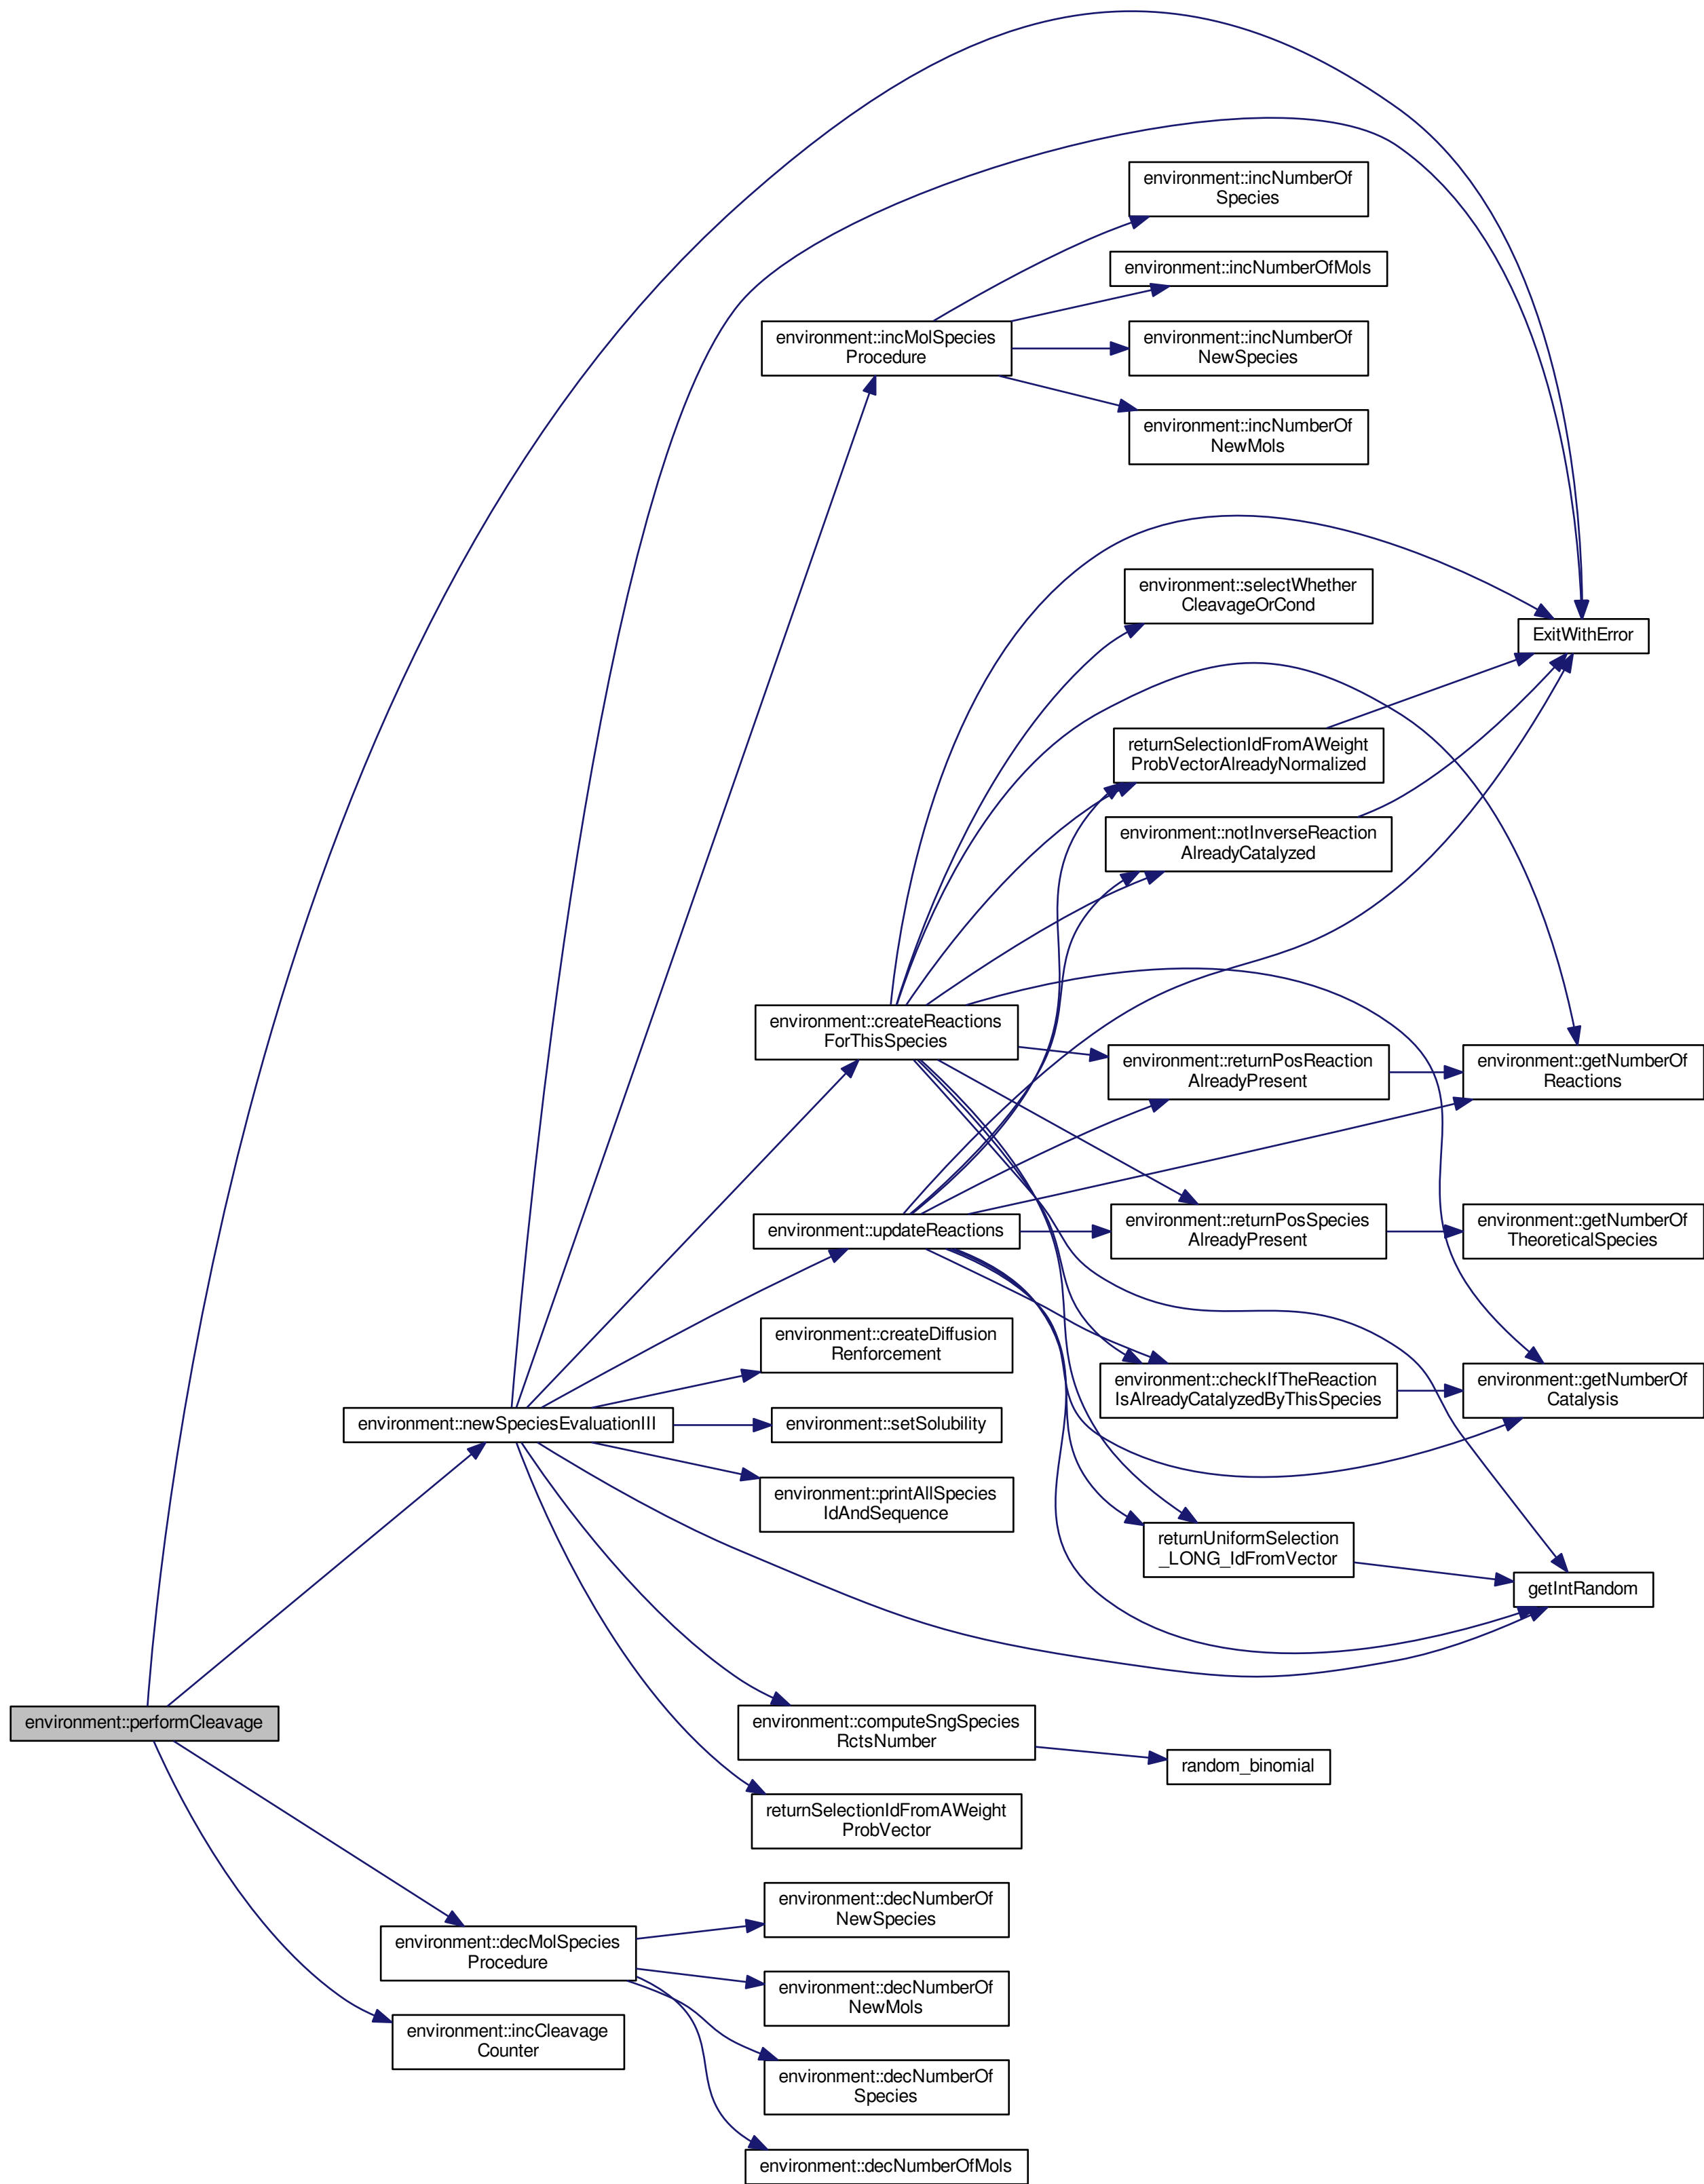 environment::incNumberOf
Species
environment::incNumberOfMols
environment::incMolSpecies
Procedure
environment::incNumberOf
NewSpecies
environment::incNumberOf
NewMols
environment::selectWhether
CleavageOrCond
ExitWithError
returnSelectionIdFromAWeight
ProbVectorAlreadyNormalized
environment::notInverseReaction
AlreadyCatalyzed
environment::createReactions
ForThisSpecies
environment::returnPosReaction
AlreadyPresent
environment::getNumberOf
Reactions
environment::updateReactions
environment::returnPosSpecies
AlreadyPresent
environment::getNumberOf
TheoreticalSpecies
environment::createDiffusion
Renforcement
environment::checkIfTheReaction
IsAlreadyCatalyzedByThisSpecies
environment::getNumberOf
Catalysis
environment::newSpeciesEvaluationIII
environment::setSolubility
environment::printAllSpecies
IdAndSequence
returnUniformSelection
_LONG_IdFromVector
getIntRandom
environment::performCleavage
environment::computeSngSpecies
RctsNumber
random_binomial
returnSelectionIdFromAWeight
ProbVector
environment::decNumberOf
NewSpecies
environment::decMolSpecies
Procedure
environment::decNumberOf
NewMols
environment::incCleavage
Counter
environment::decNumberOf
Species
environment::decNumberOfMols